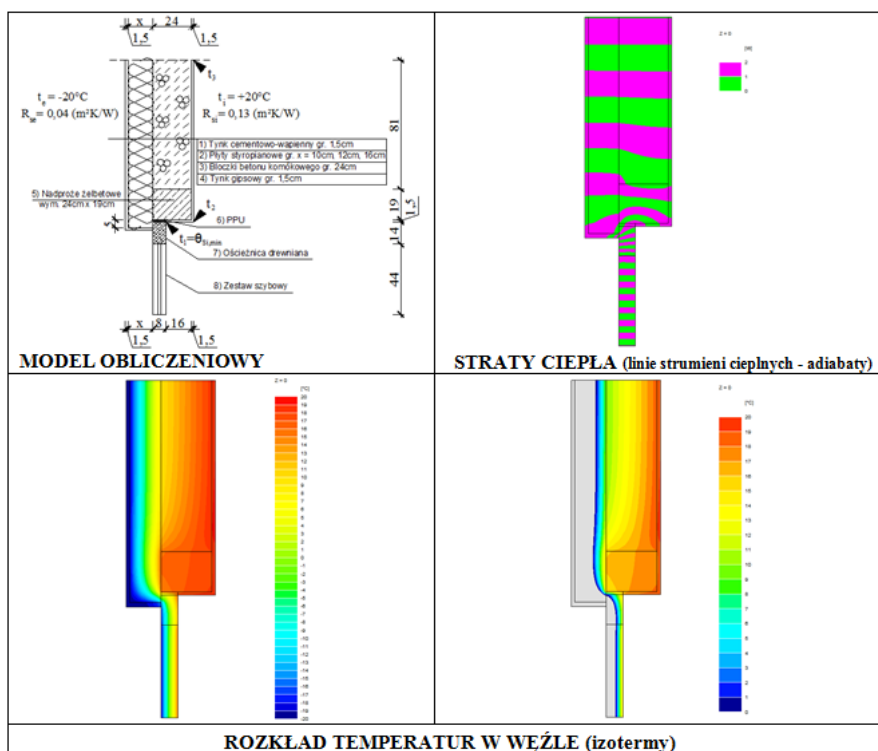 x 24
1,5 1,5
t₃
tₑ = -20°C tᵢ = +20°C
Rₛₑ= 0,04 (m²K/W) Rₛᵢ= 0,13 (m²K/W)
81
1) Tynk cementowo-wapienny gr. 1,5cm
2) Płyty styropianowe gr. x = 10cm, 12cm, 16cm
3) Bloczki betonu komókowego gr. 24cm
4) Tynk gipsowy gr. 1,5cm
5) Nadproże żelbetowe
wym. 24cm x 19cm
t₂
19
1,5
6) PPU
t₁=θSi,min
14
7) Ościeżnica drewniana
8) Zestaw szybowy
44
x 8 16
1,5 1,5
MODEL OBLICZENIOWY
Z = 0
[W]
2
1
0
STRATY CIEPŁA (linie strumieni cieplnych - adiabaty)
Z = 0
[°C]
20
19
18
17
16
15
14
13
12
11
10
9
8
7
6
5
4
3
2
1
0
-1
-2
-3
-4
-5
-6
-7
-8
-9
-10
-11
-12
-13
-14
-15
-16
-17
-18
-19
-20
Z = 0
[°C]
20
19
18
17
16
15
14
13
12
11
10
9
8
7
6
5
4
3
2
1
0
ROZKŁAD TEMPERATUR W WĘŹLE (izotermy)